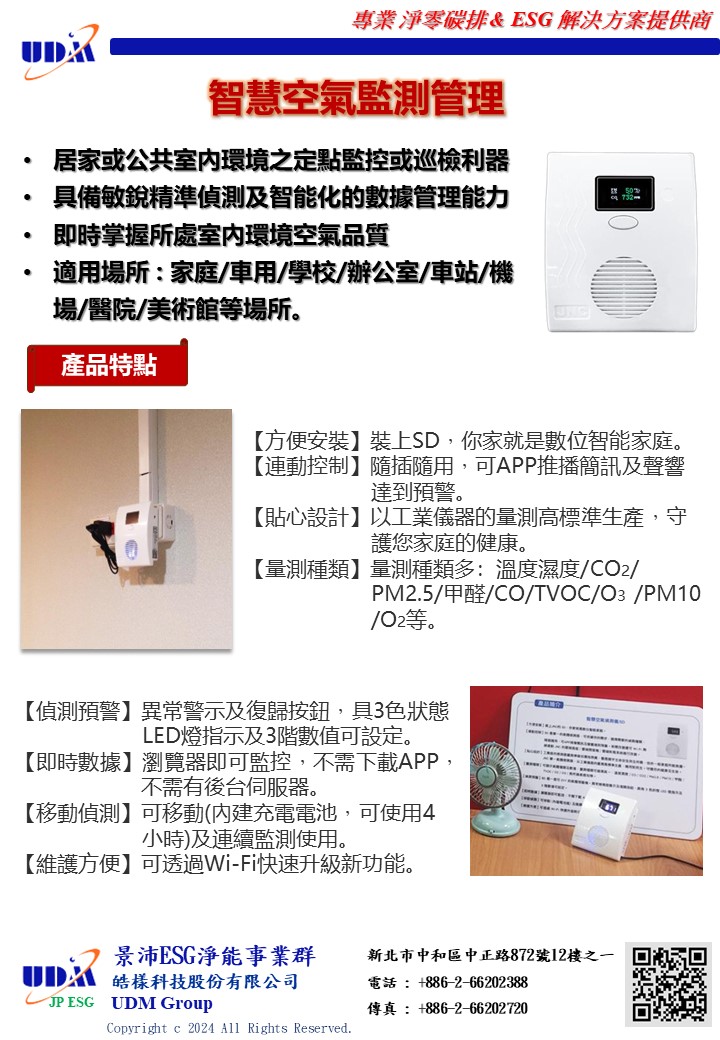 專業 淨零碳排 & ESG 解決方案提供商
UDM
智慧空氣監測管理
• 居家或公共室內環境之定點監控或巡檢利器
• 具備敏銳精準偵測及智能化的數據管理能力
• 即時掌握所處室內環境空氣品質
• 適用場所：家庭/車用/學校/辦公室/車站/機
場/醫院/美術館等場所。
50%
CO₂ 732
UNC
產品特點
【方便安裝】裝上SD，你家就是數位智能家庭。
【連動控制】隨插隨用，可APP推播簡訊及聲響
達到預警。
【貼心設計】以工業儀器的量測高標準生產，守
護您家庭的健康。
【量測種類】量測種類多：溫度濕度/CO2/
PM2.5/甲醛/CO/TVOC/O3 /PM10
/O2等。
【偵測預警】異常警示及復歸按鈕，具3色狀態
LED燈指示及3階數值可設定。
【即時數據】瀏覽器即可監控，不需下載APP，
不需有後台伺服器。
【移動偵測】可移動(內建充電電池，可使用4
小時)及連續監測使用。
【維護方便】可透過Wi-Fi快速升級新功能。
產品簡介
UDM
JP ESG
景沛ESG淨能事業群
皓樣科技股份有限公司
UDM Group
Copyright c 2024 All Rights Reserved.
新北市中和區中正路872號12樓之一
電話 : +886-2-66202388
傳真 : +886-2-66202720